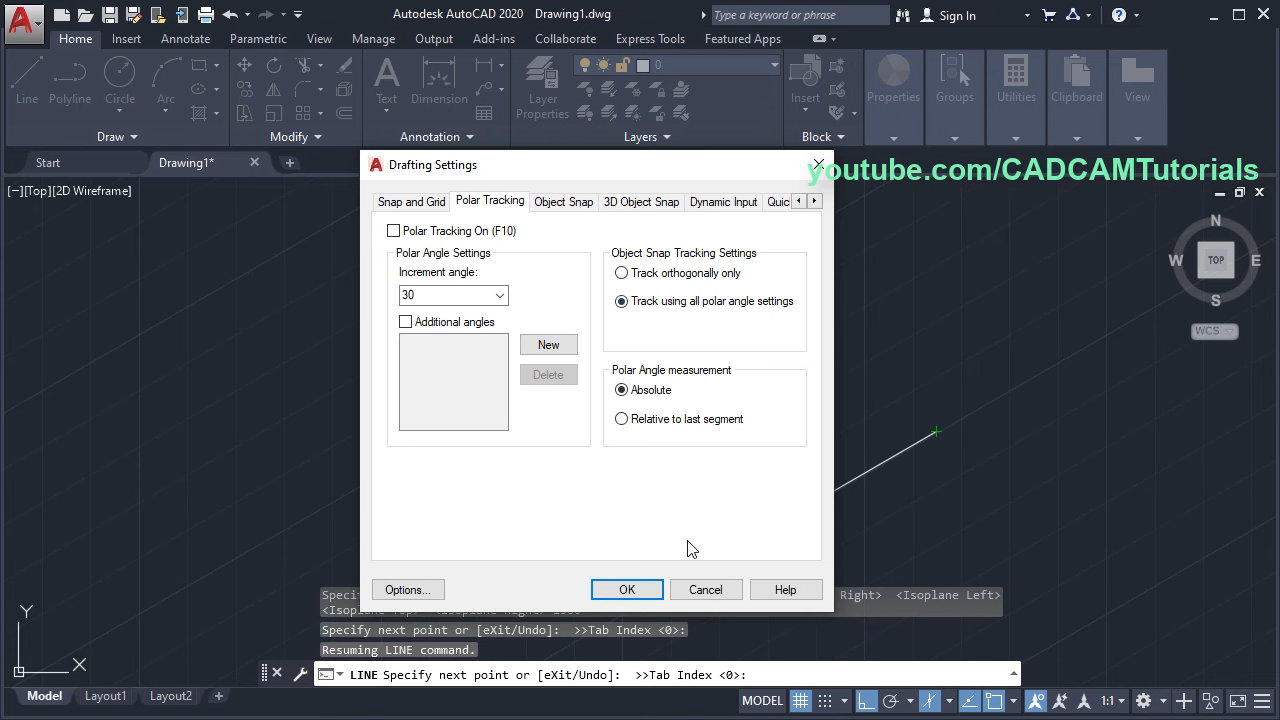 Autodesk AutoCAD 2020 Drawing1.dwg
Type a keyword or phrase
Sign In
Home Insert Annotate Parametric View Manage Output Add-ins Collaborate Express Tools Featured Apps
Line Polyline Circle Arc
Text Dimension
Layer
Properties
0
Insert
Properties Groups Utilities Clipboard View
Draw Modify Annotation Layers Block
Start Drawing1*
youtube.com/CADCAMTutorials
[−][Top][2D Wireframe]
Drafting Settings
Snap and Grid Polar Tracking Object Snap 3D Object Snap Dynamic Input Quic
Polar Tracking On (F10)
Polar Angle Settings
Increment angle:
30
Additional angles
New
Delete
Object Snap Tracking Settings
Track orthogonally only
Track using all polar angle settings
Polar Angle measurement
Absolute
Relative to last segment
Options... OK Cancel Help
N
W TOP E
S
WCS
Y
X
Speci Right> <Isoplane Left>
Specify next point or [eXit/Undo]: >>Tab Index <0>:
Resuming LINE command.
LINE Specify next point or [eXit/Undo]: >>Tab Index <0>:
Model Layout1 Layout2
MODEL 1:1